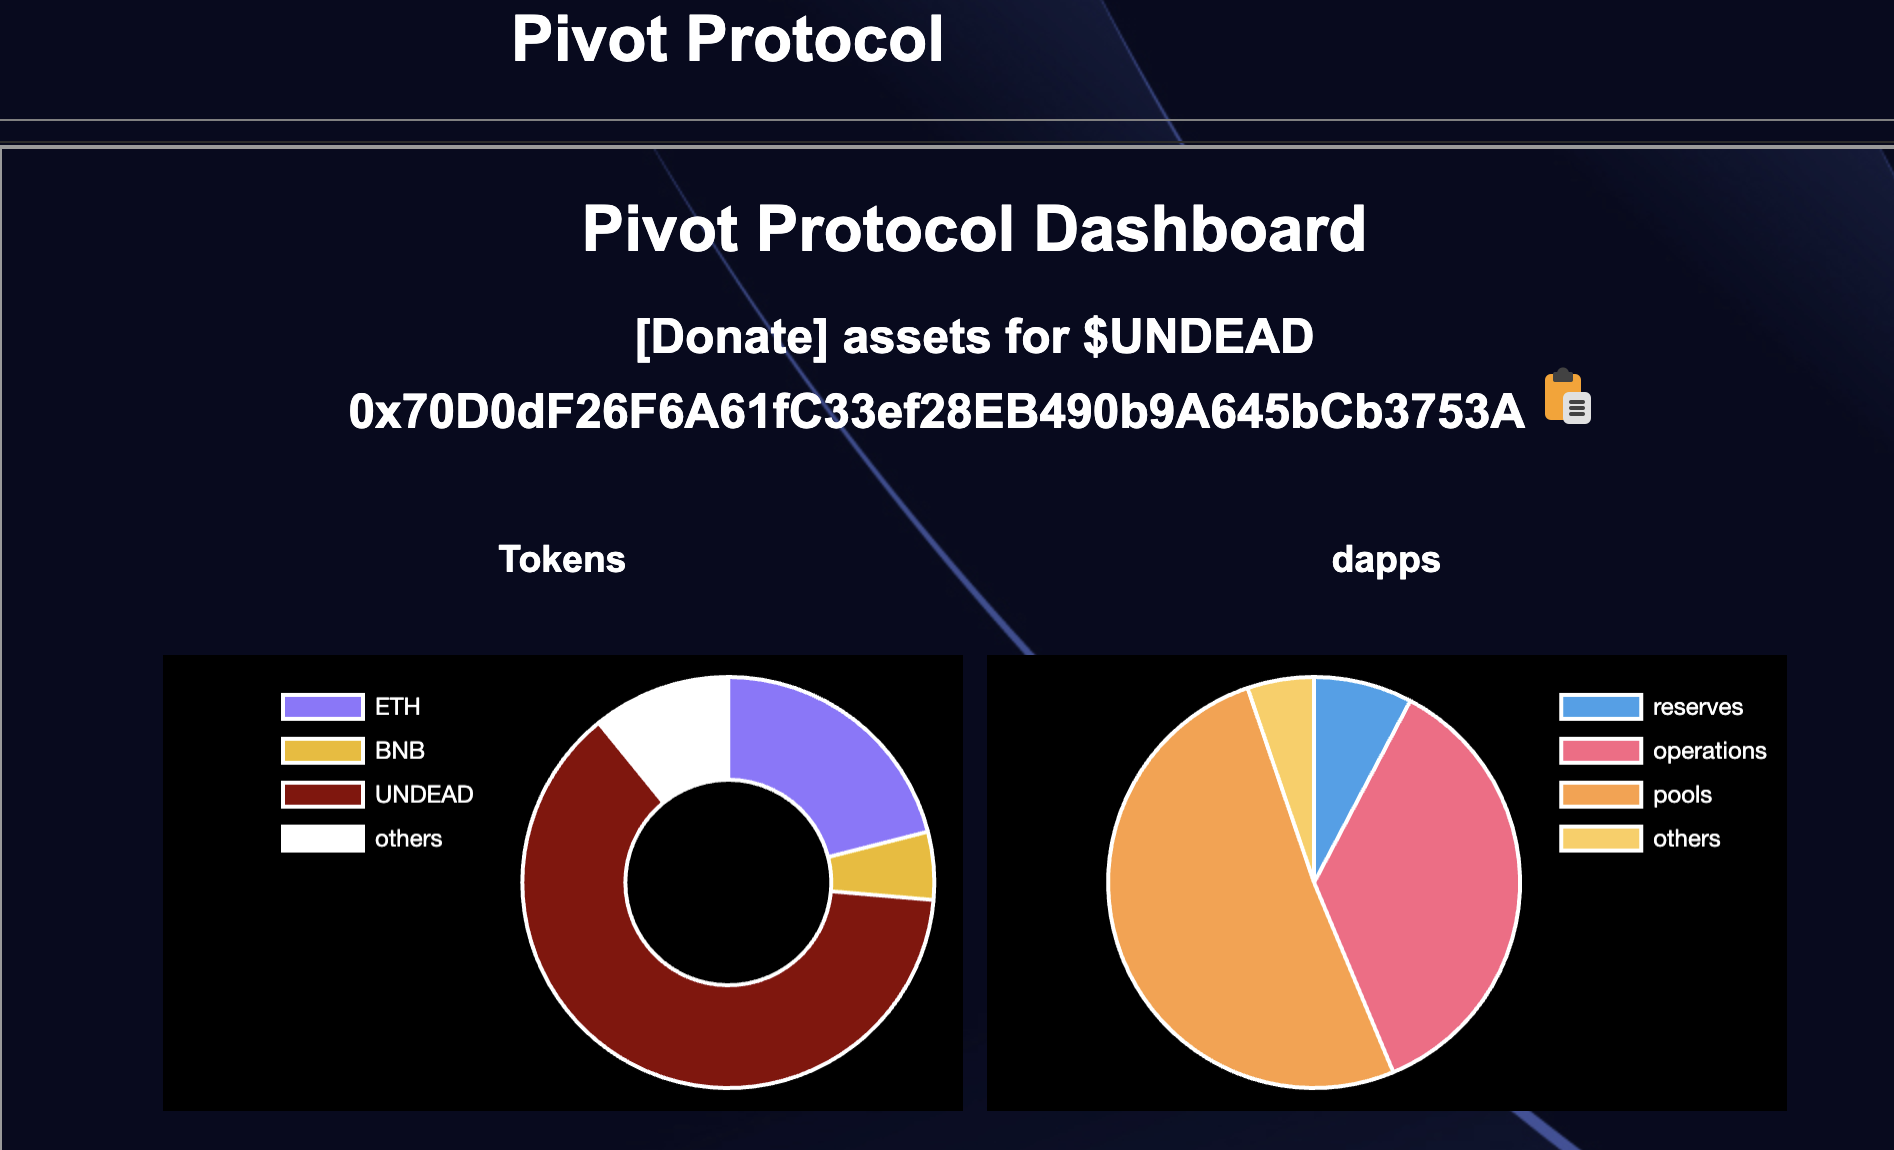 Pivot Protocol
Pivot Protocol Dashboard
[Donate] assets for $UNDEAD
0x70D0dF26F6A61fC33ef28EB490b9A645bCb3753A
Tokens
ETH
BNB
UNDEAD
others
dapps
reserves
operations
pools
others